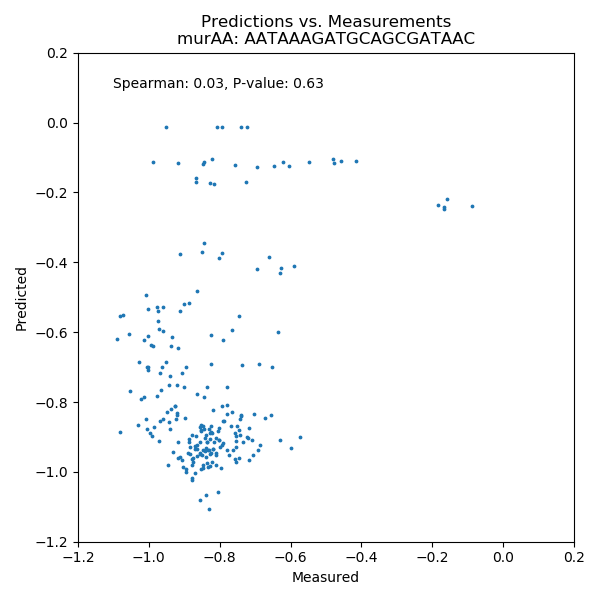 Predictions vs. Measurements
murAA: AATAAAGATGCAGCGATAAC
Spearman: 0.03, P-value: 0.63
0.2
0.0
−0.2
−0.4
−0.6
−0.8
−1.0
−1.2
Predicted
−1.2 −1.0 −0.8 −0.6 −0.4 −0.2 0.0 0.2
Measured